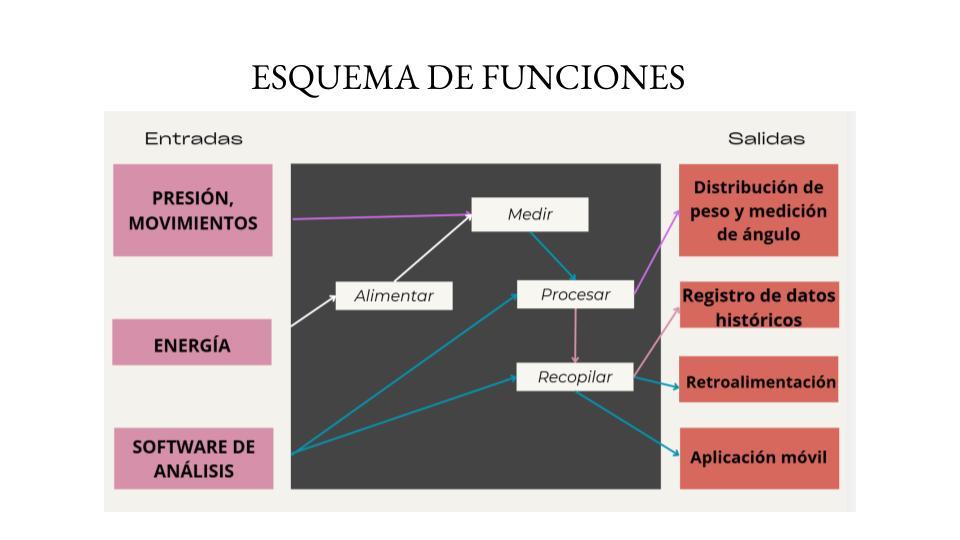 ESQUEMA DE FUNCIONES
Entradas
Salidas
PRESIÓN,
MOVIMIENTOS
ENERGÍA
SOFTWARE DE
ANÁLISIS
Medir
Alimentar
Procesar
Recopilar
Distribución de
peso y medición
de ángulo
Registro de datos
históricos
Retroalimentación
Aplicación móvil